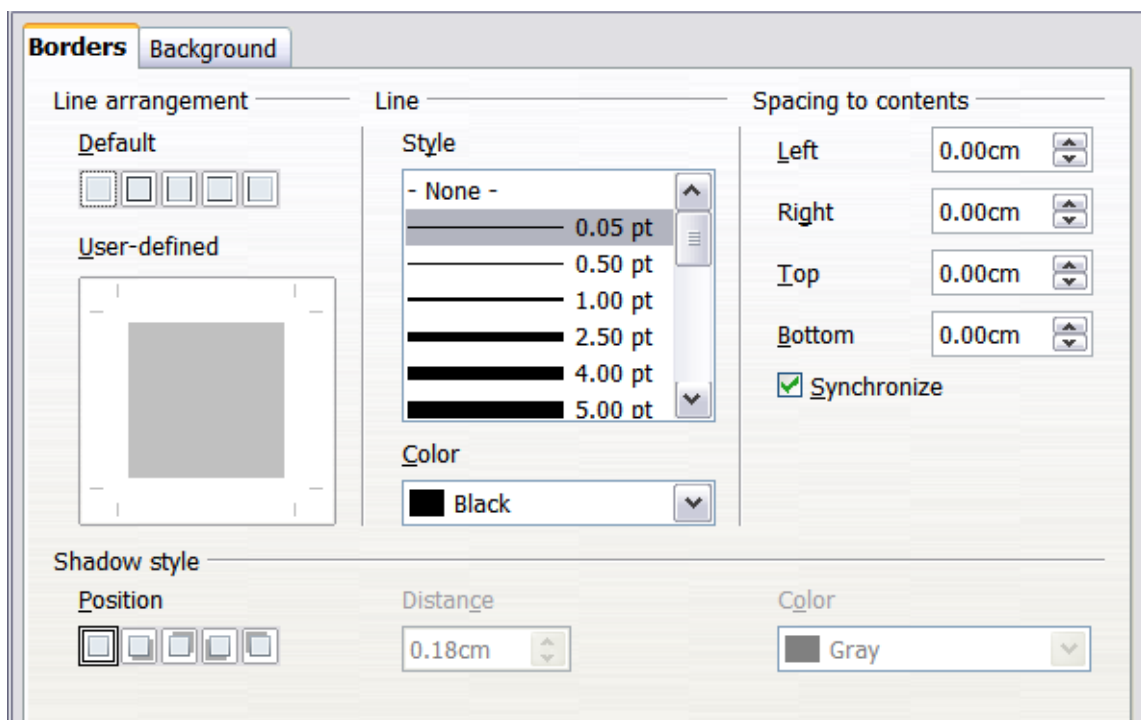 Borders Background
Line arrangement
Default
User-defined
Line
Style
- None -
0.05 pt
0.50 pt
1.00 pt
2.50 pt
4.00 pt
5.00 pt
Color
Black
Spacing to contents
Left 0.00cm
Right 0.00cm
Top 0.00cm
Bottom 0.00cm
Synchronize
Shadow style
Position
Distance
0.18cm
Color
Gray